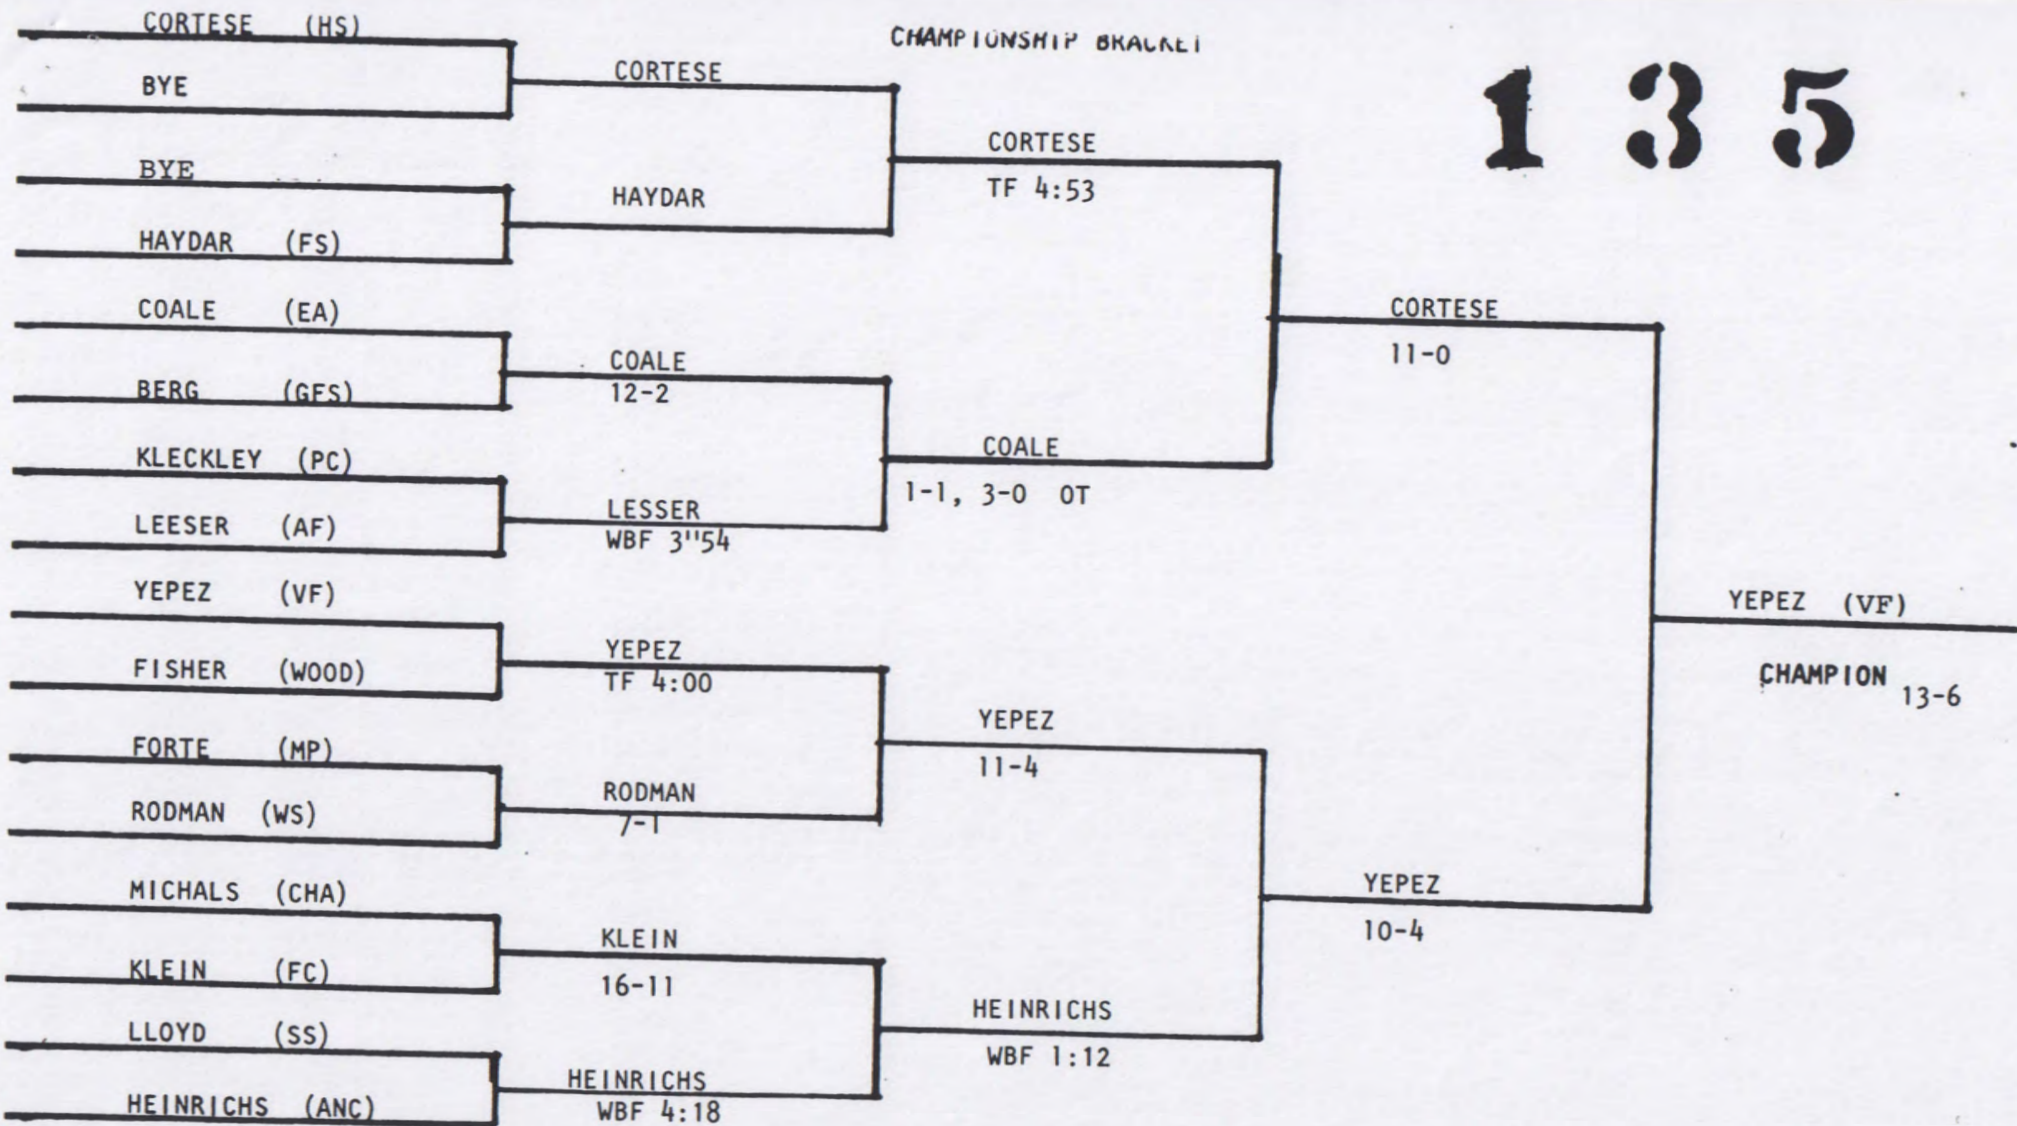 CHAMPIONSHIP BRACKET
1 3 5
CORTESE (HS)
BYE
BYE
HAYDAR (FS)
COALE (EA)
BERG (GFS)
KLECKLEY (PC)
LEESER (AF)
YEPEZ (VF)
FISHER (WOOD)
FORTE (MP)
RODMAN (WS)
MICHALS (CHA)
KLEIN (FC)
LLOYD (SS)
HEINRICHS (ANC)
CORTESE
HAYDAR
COALE
12-2
LESSER
WBF 3"54
YEPEZ
TF 4:00
RODMAN
7-1
KLEIN
16-11
HEINRICHS
WBF 4:18
CORTESE
TF 4:53
COALE
1-1, 3-0 OT
YEPEZ
11-4
HEINRICHS
WBF 1:12
CORTESE
11-0
YEPEZ
10-4
YEPEZ (VF)
CHAMPION
13-6